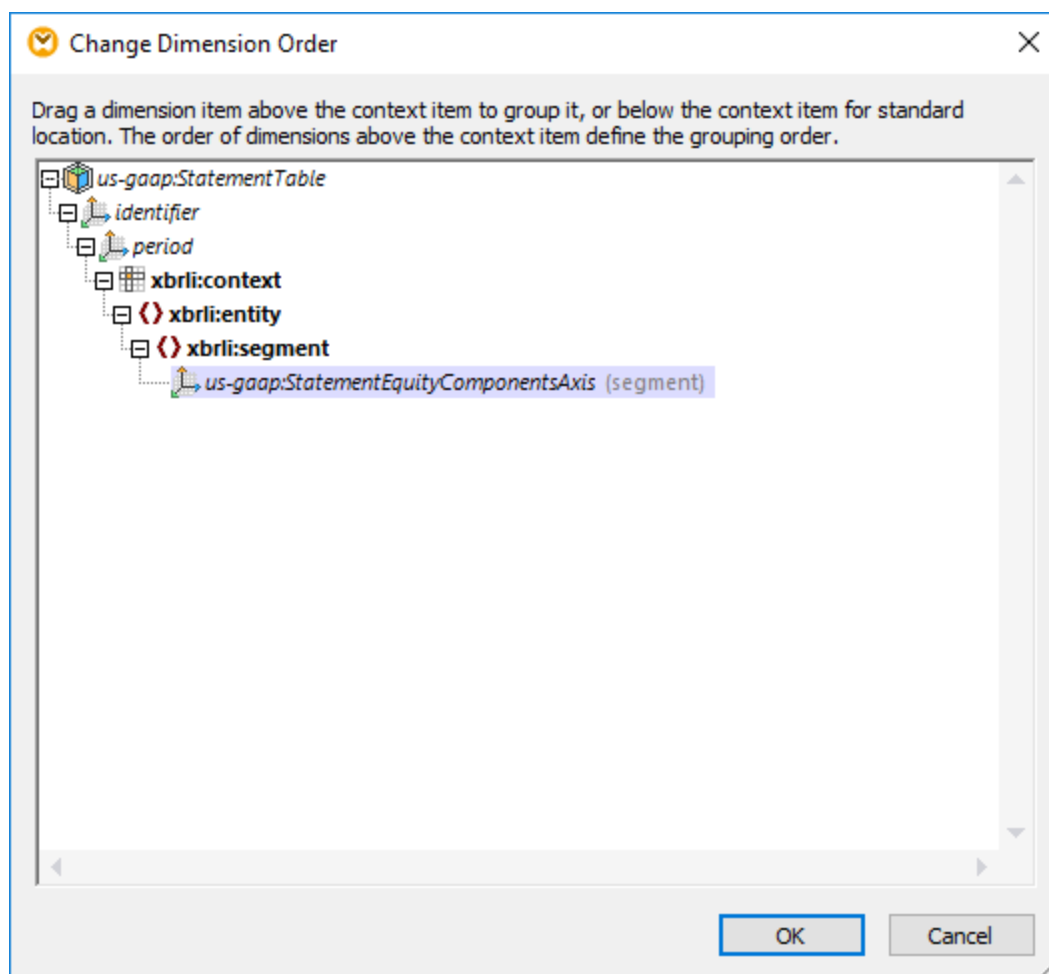 Change Dimension Order
Drag a dimension item above the context item to group it, or below the context item for standard
location. The order of dimensions above the context item define the grouping order.
us-gaap:StatementTable
identifier
period
xbrli:context
xbrli:entity
xbrli:segment
us-gaap:StatementEquityComponentsAxis (segment)
OK Cancel